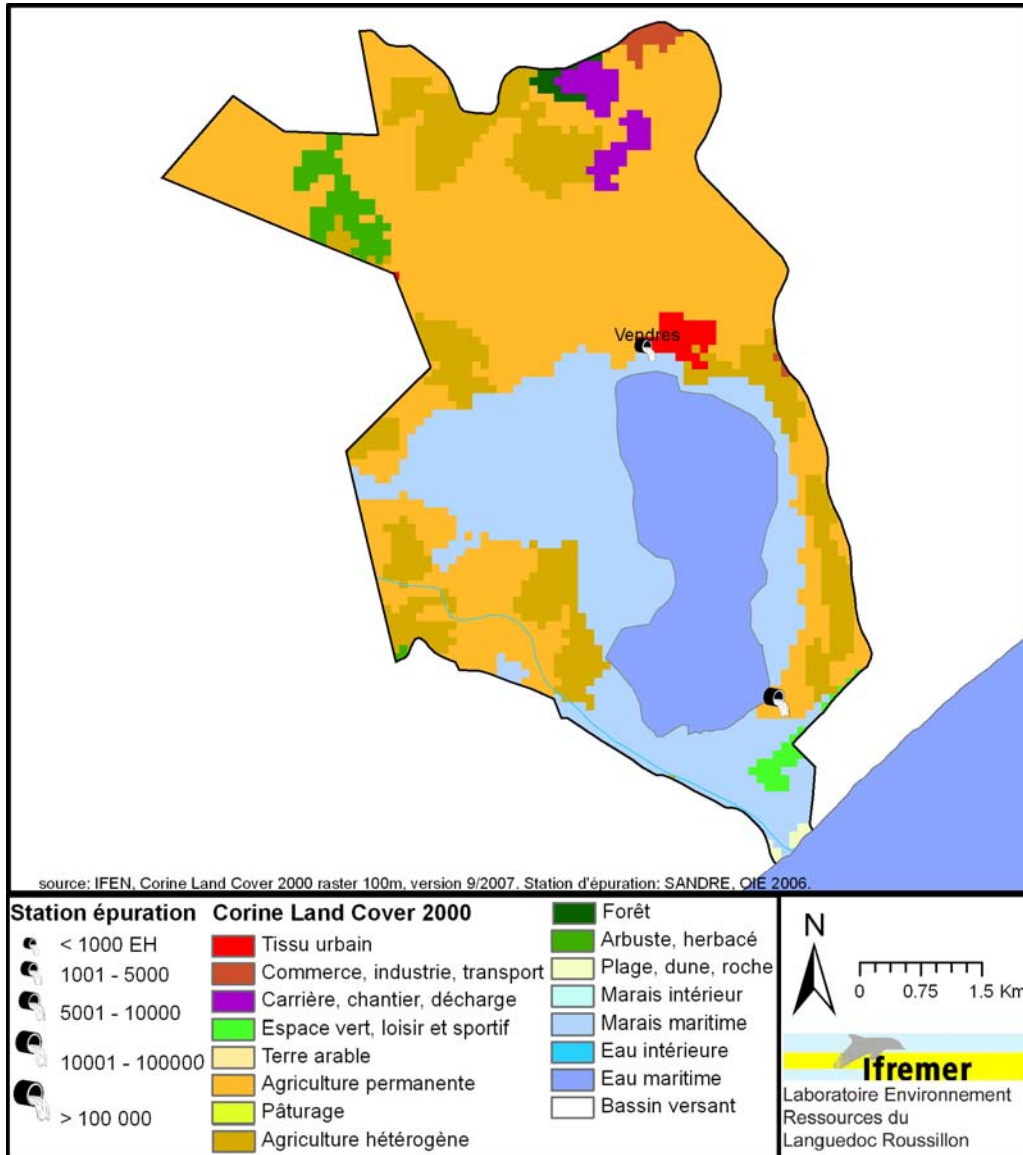 Vendres
source: IFEN, Corine Land Cover 2000 raster 100m, version 9/2007. Station d'épuration: SANDRE, OIE 2006.
Station épuration
< 1000 EH
1001 - 5000
5001 - 10000
10001 - 100000
> 100 000
Corine Land Cover 2000
Tissu urbain
Commerce, industrie, transport
Carrière, chantier, décharge
Espace vert, loisir et sportif
Terre arable
Agriculture permanente
Pâturage
Agriculture hétérogène
Forêt
Arbuste, herbacé
Plage, dune, roche
Marais intérieur
Marais maritime
Eau intérieure
Eau maritime
Bassin versant
N
0 0.75 1.5 Km
Ifremer
Laboratoire Environnement
Ressources du
Languedoc Roussillon